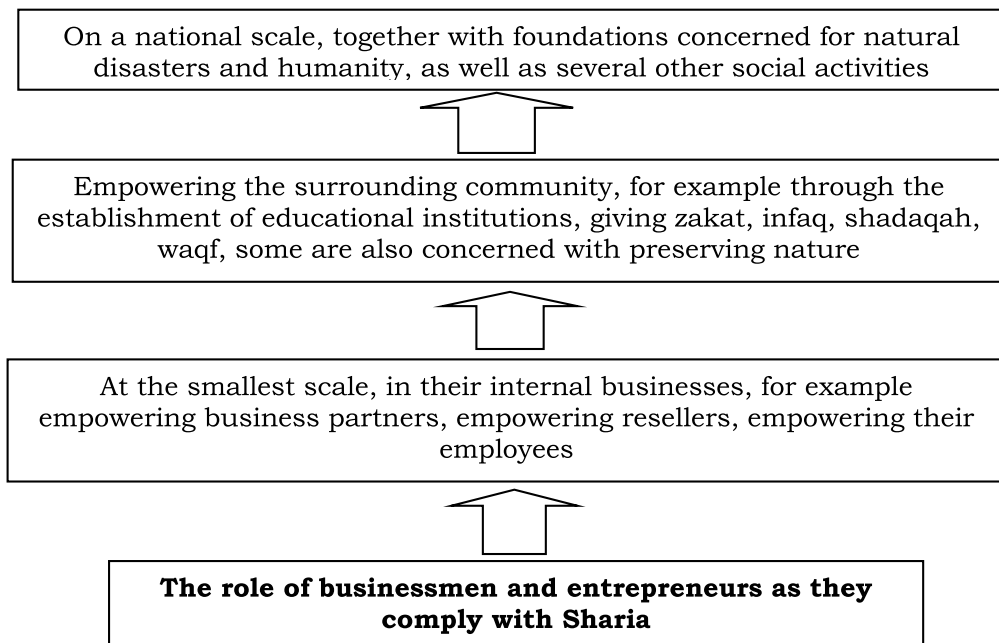 On a national scale, together with foundations concerned for natural
disasters and humanity, as well as several other social activities
Empowering the surrounding community, for example through the
establishment of educational institutions, giving zakat, infaq, shadaqah,
waqf, some are also concerned with preserving nature
At the smallest scale, in their internal businesses, for example
empowering business partners, empowering resellers, empowering their
employees
The role of businessmen and entrepreneurs as they
comply with Sharia